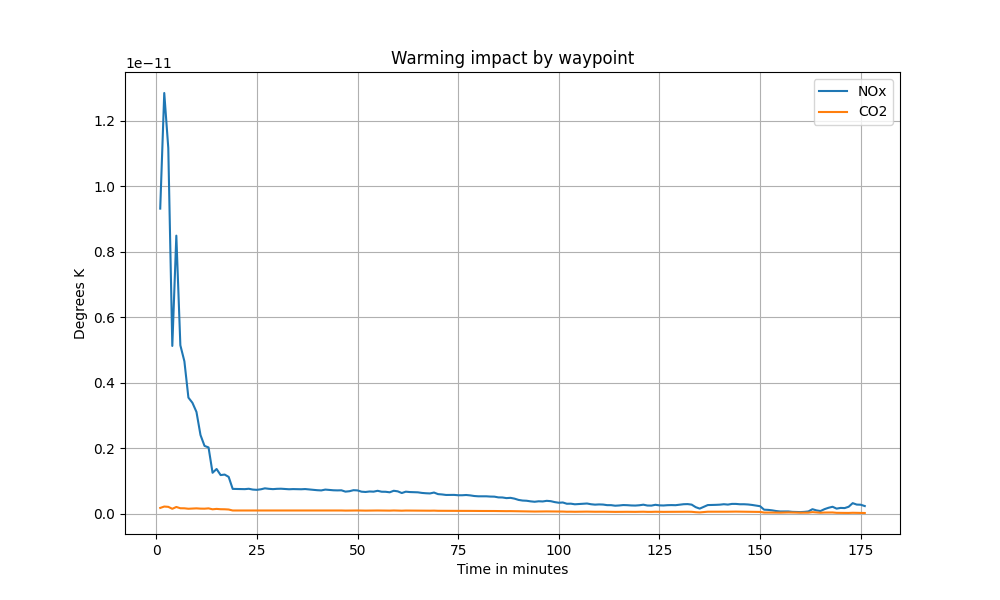 Warming impact by waypoint
1e−11
NOx
CO2
1.2
1.0
0.8
0.6
0.4
0.2
0.0
Degrees K
0 25 50 75 100 125 150 175
Time in minutes